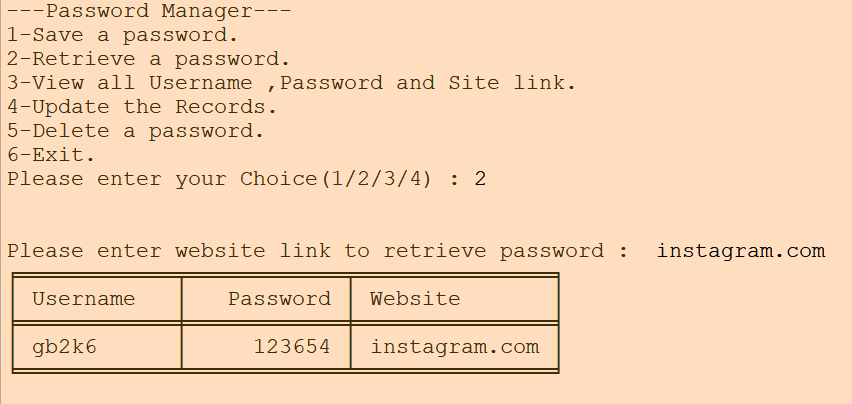 ---Password Manager---
1-Save a password.
2-Retrieve a password.
3-View all Username ,Password and Site link.
4-Update the Records.
5-Delete a password.
6-Exit.
Please enter your Choice(1/2/3/4) : 2
Please enter website link to retrieve password :  instagram.com
Username Password Website
gb2k6 123654 instagram.com